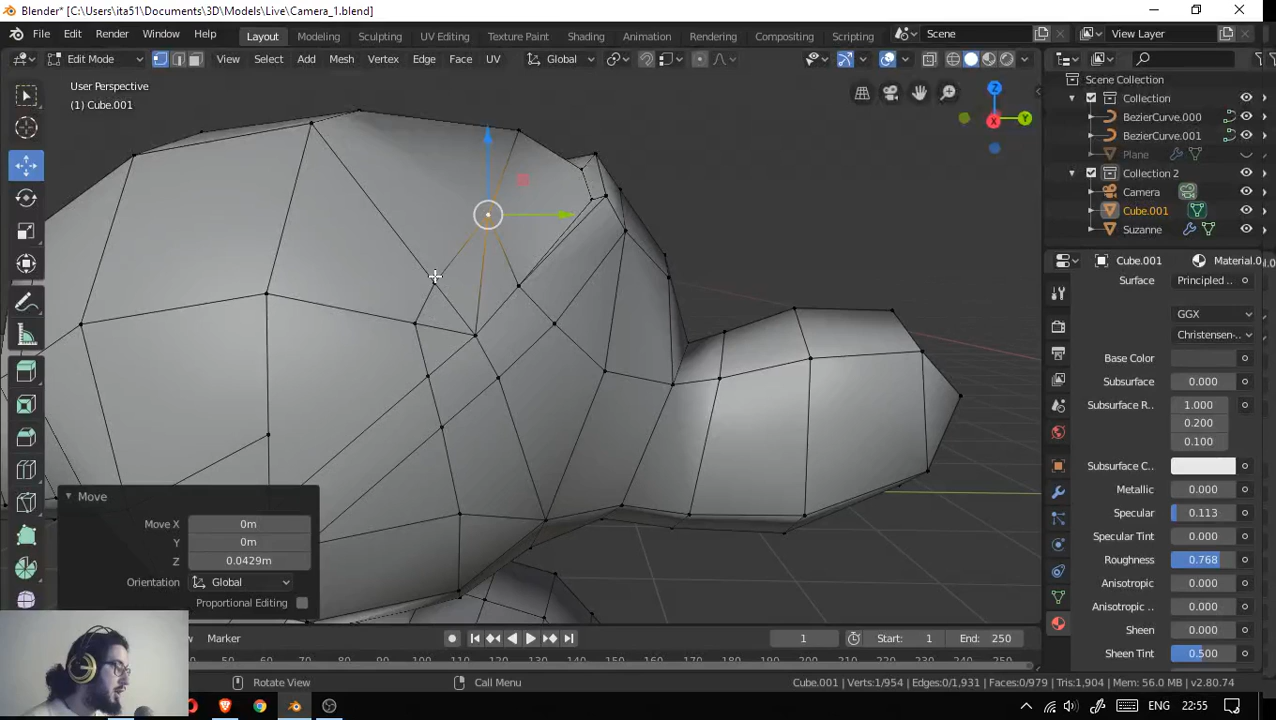 Blender* [C:\Users\ita51\Documents\3D\Models\Live\Camera_1.blend]
File Edit Render Window Help Layout Modeling Sculpting UV Editing Texture Paint Shading Animation Rendering Compositing Scripting Scene View Layer
Edit Mode View Select Add Mesh Vertex Edge Face UV Global
User Perspective
(1) Cube.001
Z
X
Y
Scene Collection
Collection
BezierCurve.000
BezierCurve.001
Plane
Collection 2
Camera
Cube.001
Suzanne
Cube.001 Material.0
Surface Principled ..
GGX
Christensen-..
Base Color
Subsurface 0.000
Subsurface R.. 1.000
0.200
0.100
Subsurface C..
Metallic 0.000
Specular 0.113
Specular Tint 0.000
Roughness 0.768
Anisotropic 0.000
Anisotropic .. 0.000
Sheen 0.000
Sheen Tint 0.500
Move
Move X 0m
Y 0m
Z 0.0429m
Orientation Global
Proportional Editing
Marker 1 Start: 1 End: 250
50 60 70 80 90 100 110 120 130 140 150 160 170 180 190 200 210 220 230 240 250
Rotate View Call Menu Cube.001 | Verts:1/954 | Edges:0/1,931 | Faces:0/979 | Tris:1,904 | Mem: 56.0 MB | v2.80.74
ENG 22:55